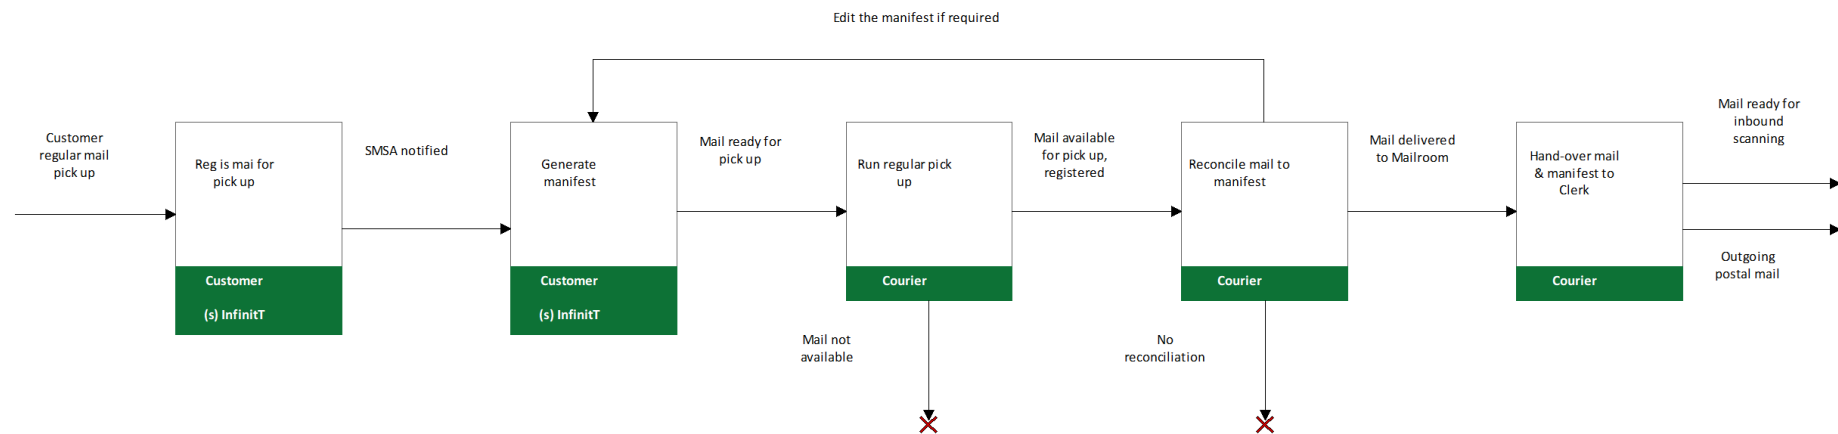 Edit the manifest if required
Customer
regular mail
pick up
Reg is mai for
pick up
Customer
(s) InfinitT
SMSA notified
Generate
manifest
Customer
(s) InfinitT
Mail ready for
pick up
Run regular pick
up
Courier
Mail not
available
Mail available
for pick up,
registered
Reconcile mail to
manifest
Courier
No
reconciliation
Mail delivered
to Mailroom
Hand-over mail
& manifest to
Clerk
Courier
Mail ready for
inbound
scanning
Outgoing
postal mail